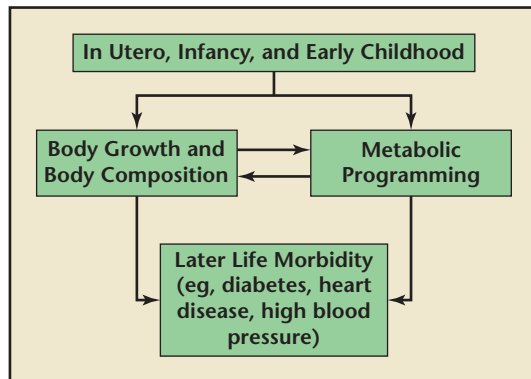 In Utero, Infancy, and Early Childhood
Body Growth and
Body Composition
Metabolic
Programming
Later Life Morbidity
(eg, diabetes, heart
disease, high blood
pressure)